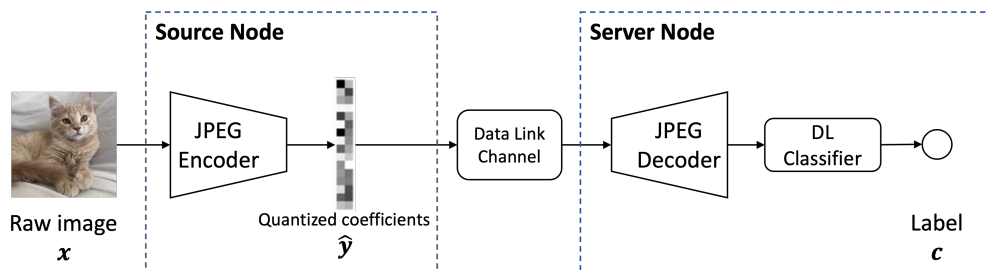 Source Node
Server Node
JPEG
Encoder
Data Link
Channel
JPEG
Decoder
DL
Classifier
Quantized coefficients
ŷ
Raw image
x
Label
c